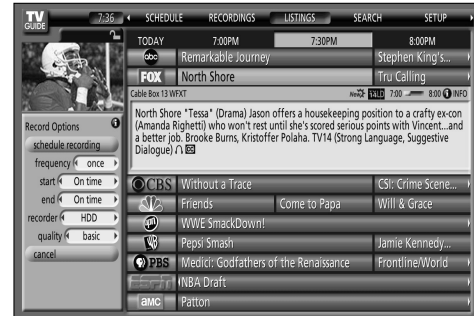 TV
GUIDE
7:36
SCHEDULE RECORDINGS LISTINGS SEARCH SETUP
TODAY 7:00PM 7:30PM 8:00PM
abc Remarkable Journey Stephen King's...
FOX North Shore Tru Calling
Cable Box 13 WFXT New TALD 7:00 8:00 INFO
North Shore "Tessa" (Drama) Jason offers a housekeeping position to a crafty ex-con
(Amanda Righetti) who won't rest until she's scored serious points with Vincent...and
a better job. Brooke Burns, Kristoffer Polaha. TV14 (Strong Language, Suggestive
Dialogue)
Record Options
schedule recording
frequency once
start On time
end On time
recorder HDD
quality basic
cancel
CBS Without a Trace CSI: Crime Scene...
Friends Come to Papa Will & Grace
upn WWE SmackDown!
WB Pepsi Smash Jamie Kennedy...
PBS Medici: Godfathers of the Renaissance Frontline/World
ESPN NBA Draft
amc Patton